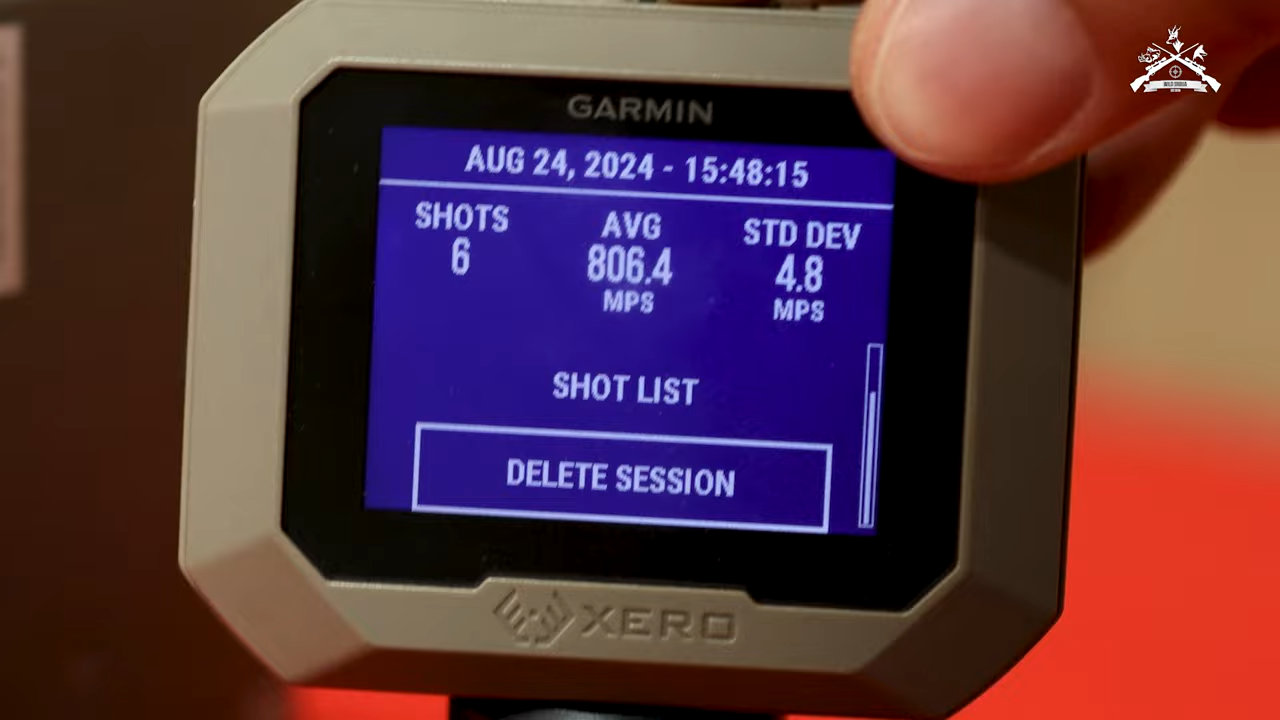 GARMIN
AUG 24, 2024 - 15:48:15
SHOTS AVG STD DEV
6 806.4 4.8
MPS MPS
SHOT LIST
DELETE SESSION
XERO